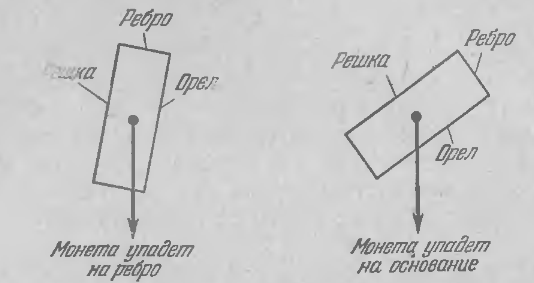 Ребро
Решка
Орел
Монета упадет
на ребро
Ребро
Решка
Орел
Монета упадет
на основание